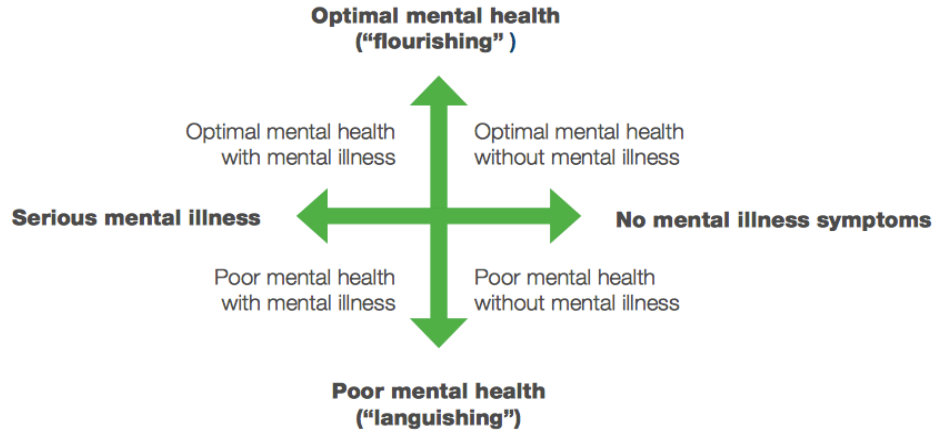 Optimal mental health
(“flourishing” )
Optimal mental health
with mental illness
Optimal mental health
without mental illness
Serious mental illness
No mental illness symptoms
Poor mental health
with mental illness
Poor mental health
without mental illness
Poor mental health
(“languishing”)